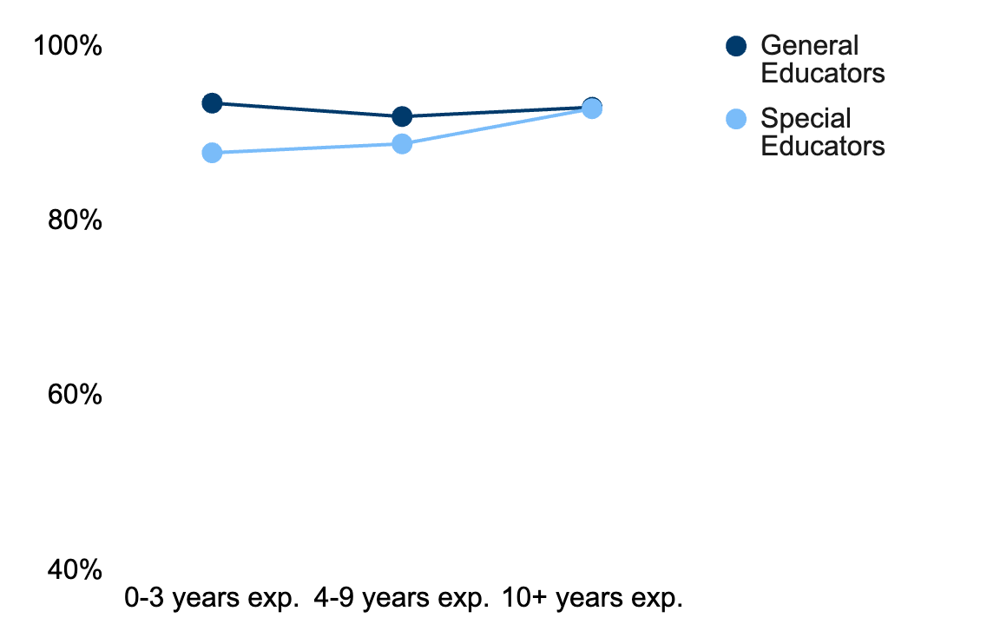 100%
80%
60%
40%
0-3 years exp.
4-9 years exp.
10+ years exp.
General
Educators
Special
Educators